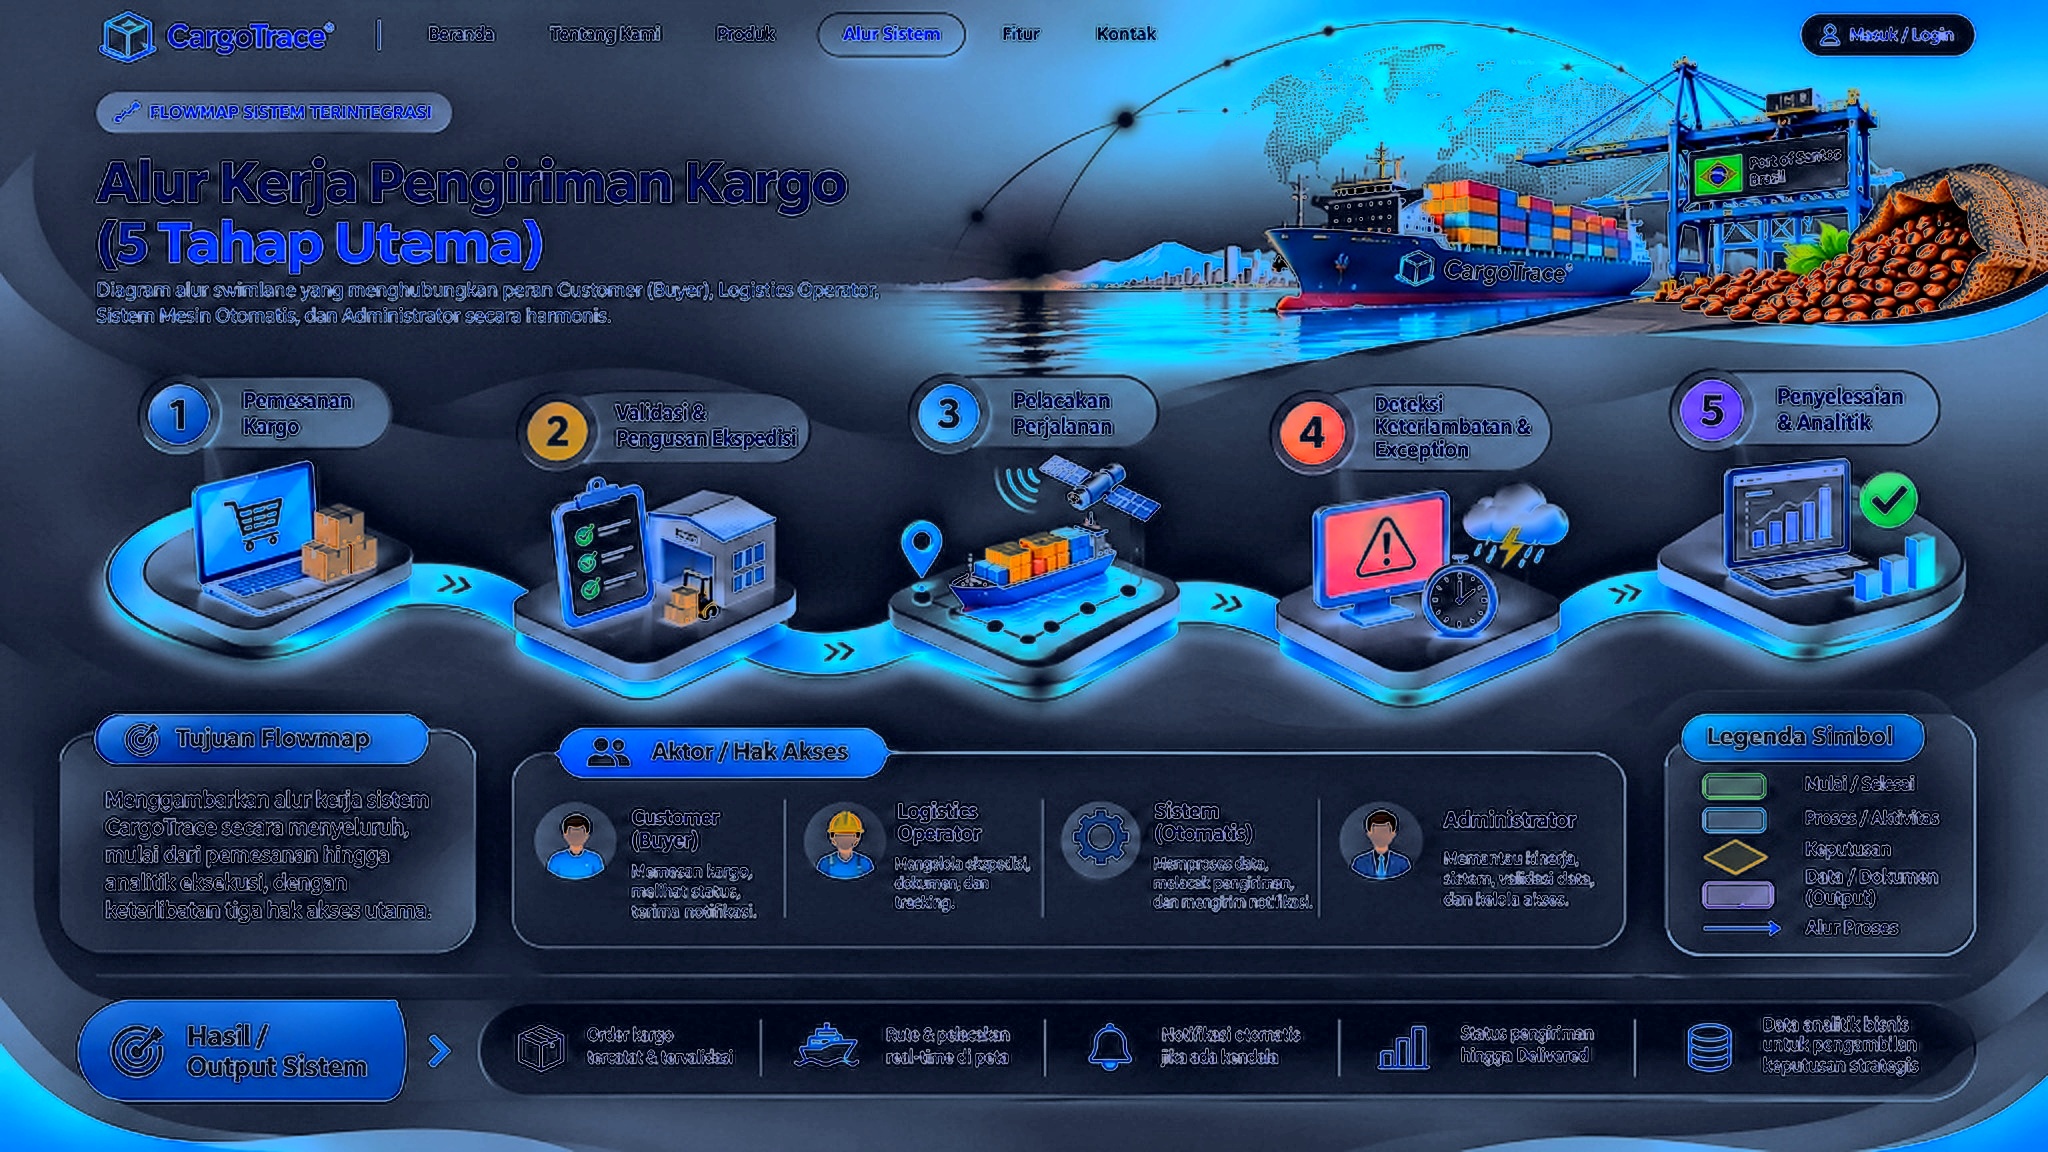 CargoTrace
Beranda
Tentang Kami
Produk
Alur Sistem
Fitur
Kontak
Masuk / Login
FLOWMAP SISTEM TERINTEGRASI
Alur Kerja Pengiriman Kargo
(5 Tahap Utama)
Diagram alur swimlane yang menghubungkan peran Customer (Buyer), Logistics Operator,
Sistem Mesin Otomatis, dan Administrator secara harmonis.
Port of Santos
Brazil
CargoTrace
1
Pemesanan
Kargo
2
Validasi &
Pengusan Ekspedisi
3
Pelacakan
Perjalanan
4
Deteksi
Keterlambatan &
Exception
5
Penyelesaian
& Analitik
Tujuan Flowmap
Menggambarkan alur kerja sistem
CargoTrace secara menyeluruh,
mulai dari pemesanan hingga
analitik eksekusi, dengan
keterlibatan tiga hak akses utama.
Aktor / Hak Akses
Customer
(Buyer)
Memesan kargo,
melihat status,
terima notifikasi.
Logistics
Operator
Mengelola ekspedisi,
dokumen, dan
tracking.
Sistem
(Otomatis)
Memproses data,
melacak pengiriman,
dan mengirim notifikasi.
Administrator
Memantau kinerja,
sistem, validasi data,
dan kelola akses.
Legenda Simbol
Mulai / Selesai
Proses / Aktivitas
Keputusan
Data / Dokumen
(Output)
Alur Proses
Hasil /
Output Sistem
Order kargo
tercatat & tervalidasi
Rute & pelacakan
real-time di peta
Notifikasi otomatis
jika ada kendala
Status pengiriman
hingga Delivered
Data analitik bisnis
untuk pengambilan
keputusan strategis